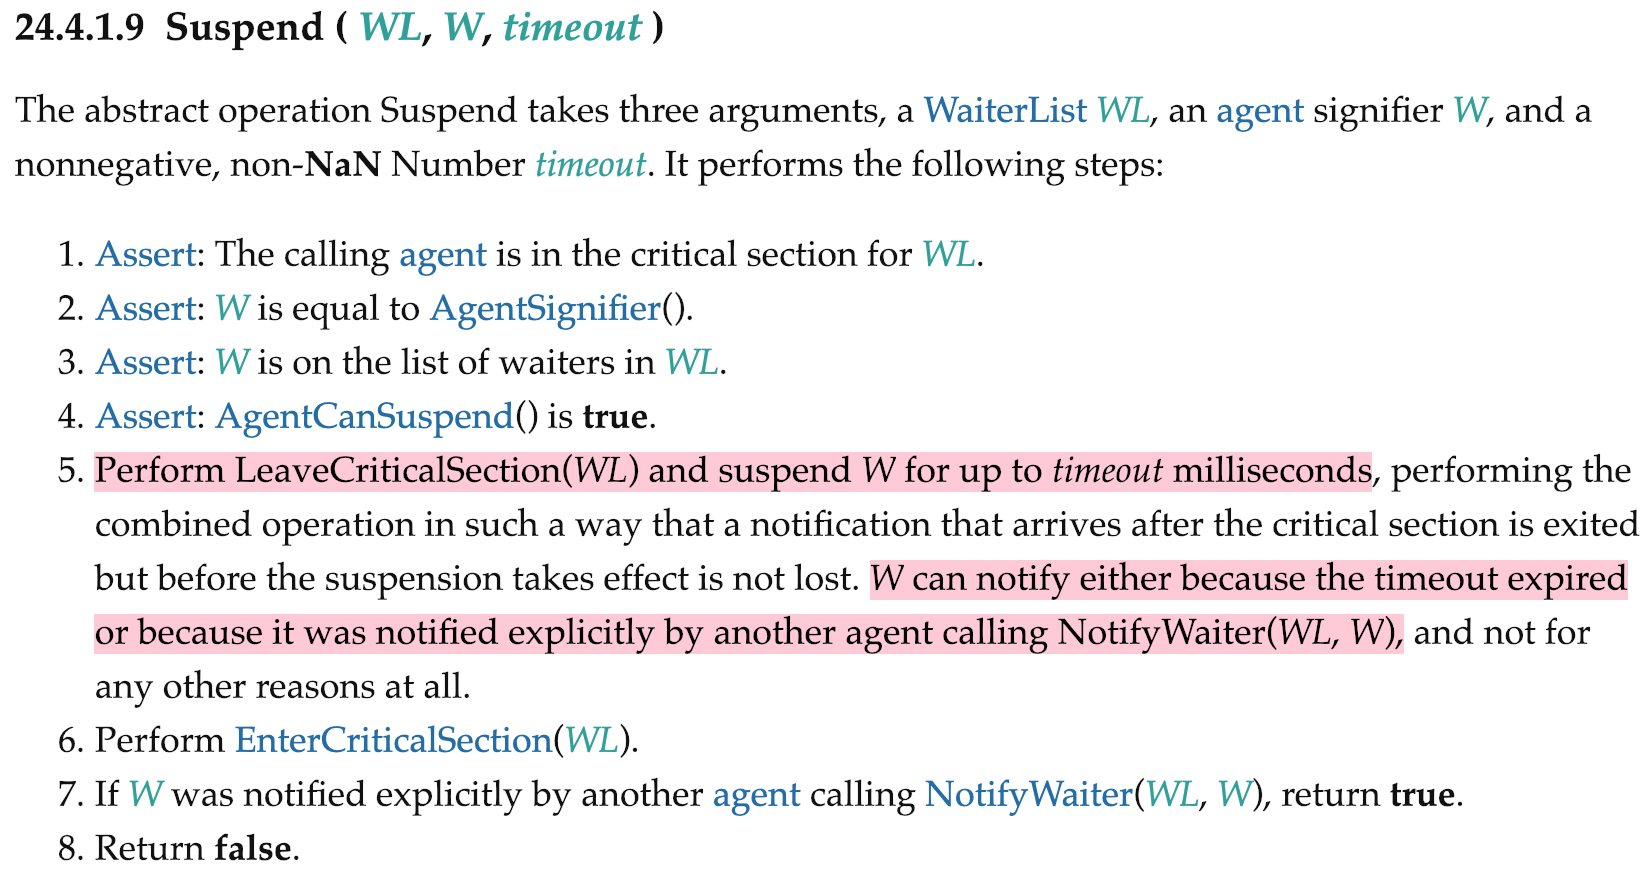 24.4.1.9 Suspend ( WL, W, timeout )
The abstract operation Suspend takes three arguments, a WaiterList WL, an agent signifier W, and a
nonnegative, non-NaN Number timeout. It performs the following steps:
1. Assert: The calling agent is in the critical section for WL.
2. Assert: W is equal to AgentSignifier().
3. Assert: W is on the list of waiters in WL.
4. Assert: AgentCanSuspend() is true.
5. Perform LeaveCriticalSection(WL) and suspend W for up to timeout milliseconds, performing the
combined operation in such a way that a notification that arrives after the critical section is exited
but before the suspension takes effect is not lost. W can notify either because the timeout expired
or because it was notified explicitly by another agent calling NotifyWaiter(WL, W), and not for
any other reasons at all.
6. Perform EnterCriticalSection(WL).
7. If W was notified explicitly by another agent calling NotifyWaiter(WL, W), return true.
8. Return false.